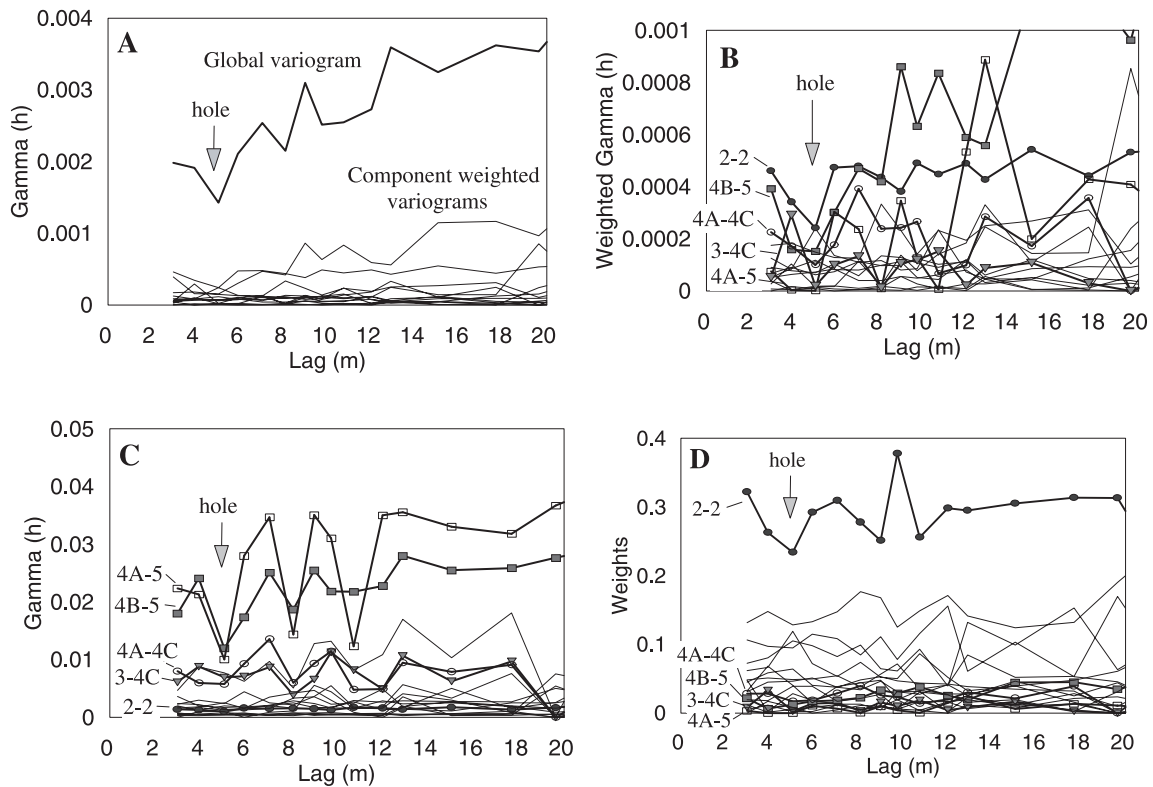 A
Global variogram
hole
Component weighted
variograms
Gamma (h)
0.004
0.003
0.002
0.001
0
0 2 4 6 8 10 12 14 16 18 20
Lag (m)
B
hole
2-2
4B-5
4A-4C
3-4C
4A-5
Weighted Gamma (h)
0.001
0.0008
0.0006
0.0004
0.0002
0
0 2 4 6 8 10 12 14 16 18 20
Lag (m)
C
hole
4A-5
4B-5
4A-4C
3-4C
2-2
Gamma (h)
0.05
0.04
0.03
0.02
0.01
0
0 2 4 6 8 10 12 14 16 18 20
Lag (m)
D
hole
2-2
4A-4C
4B-5
3-4C
4A-5
Weights
0.4
0.3
0.2
0.1
0
0 2 4 6 8 10 12 14 16 18 20
Lag (m)